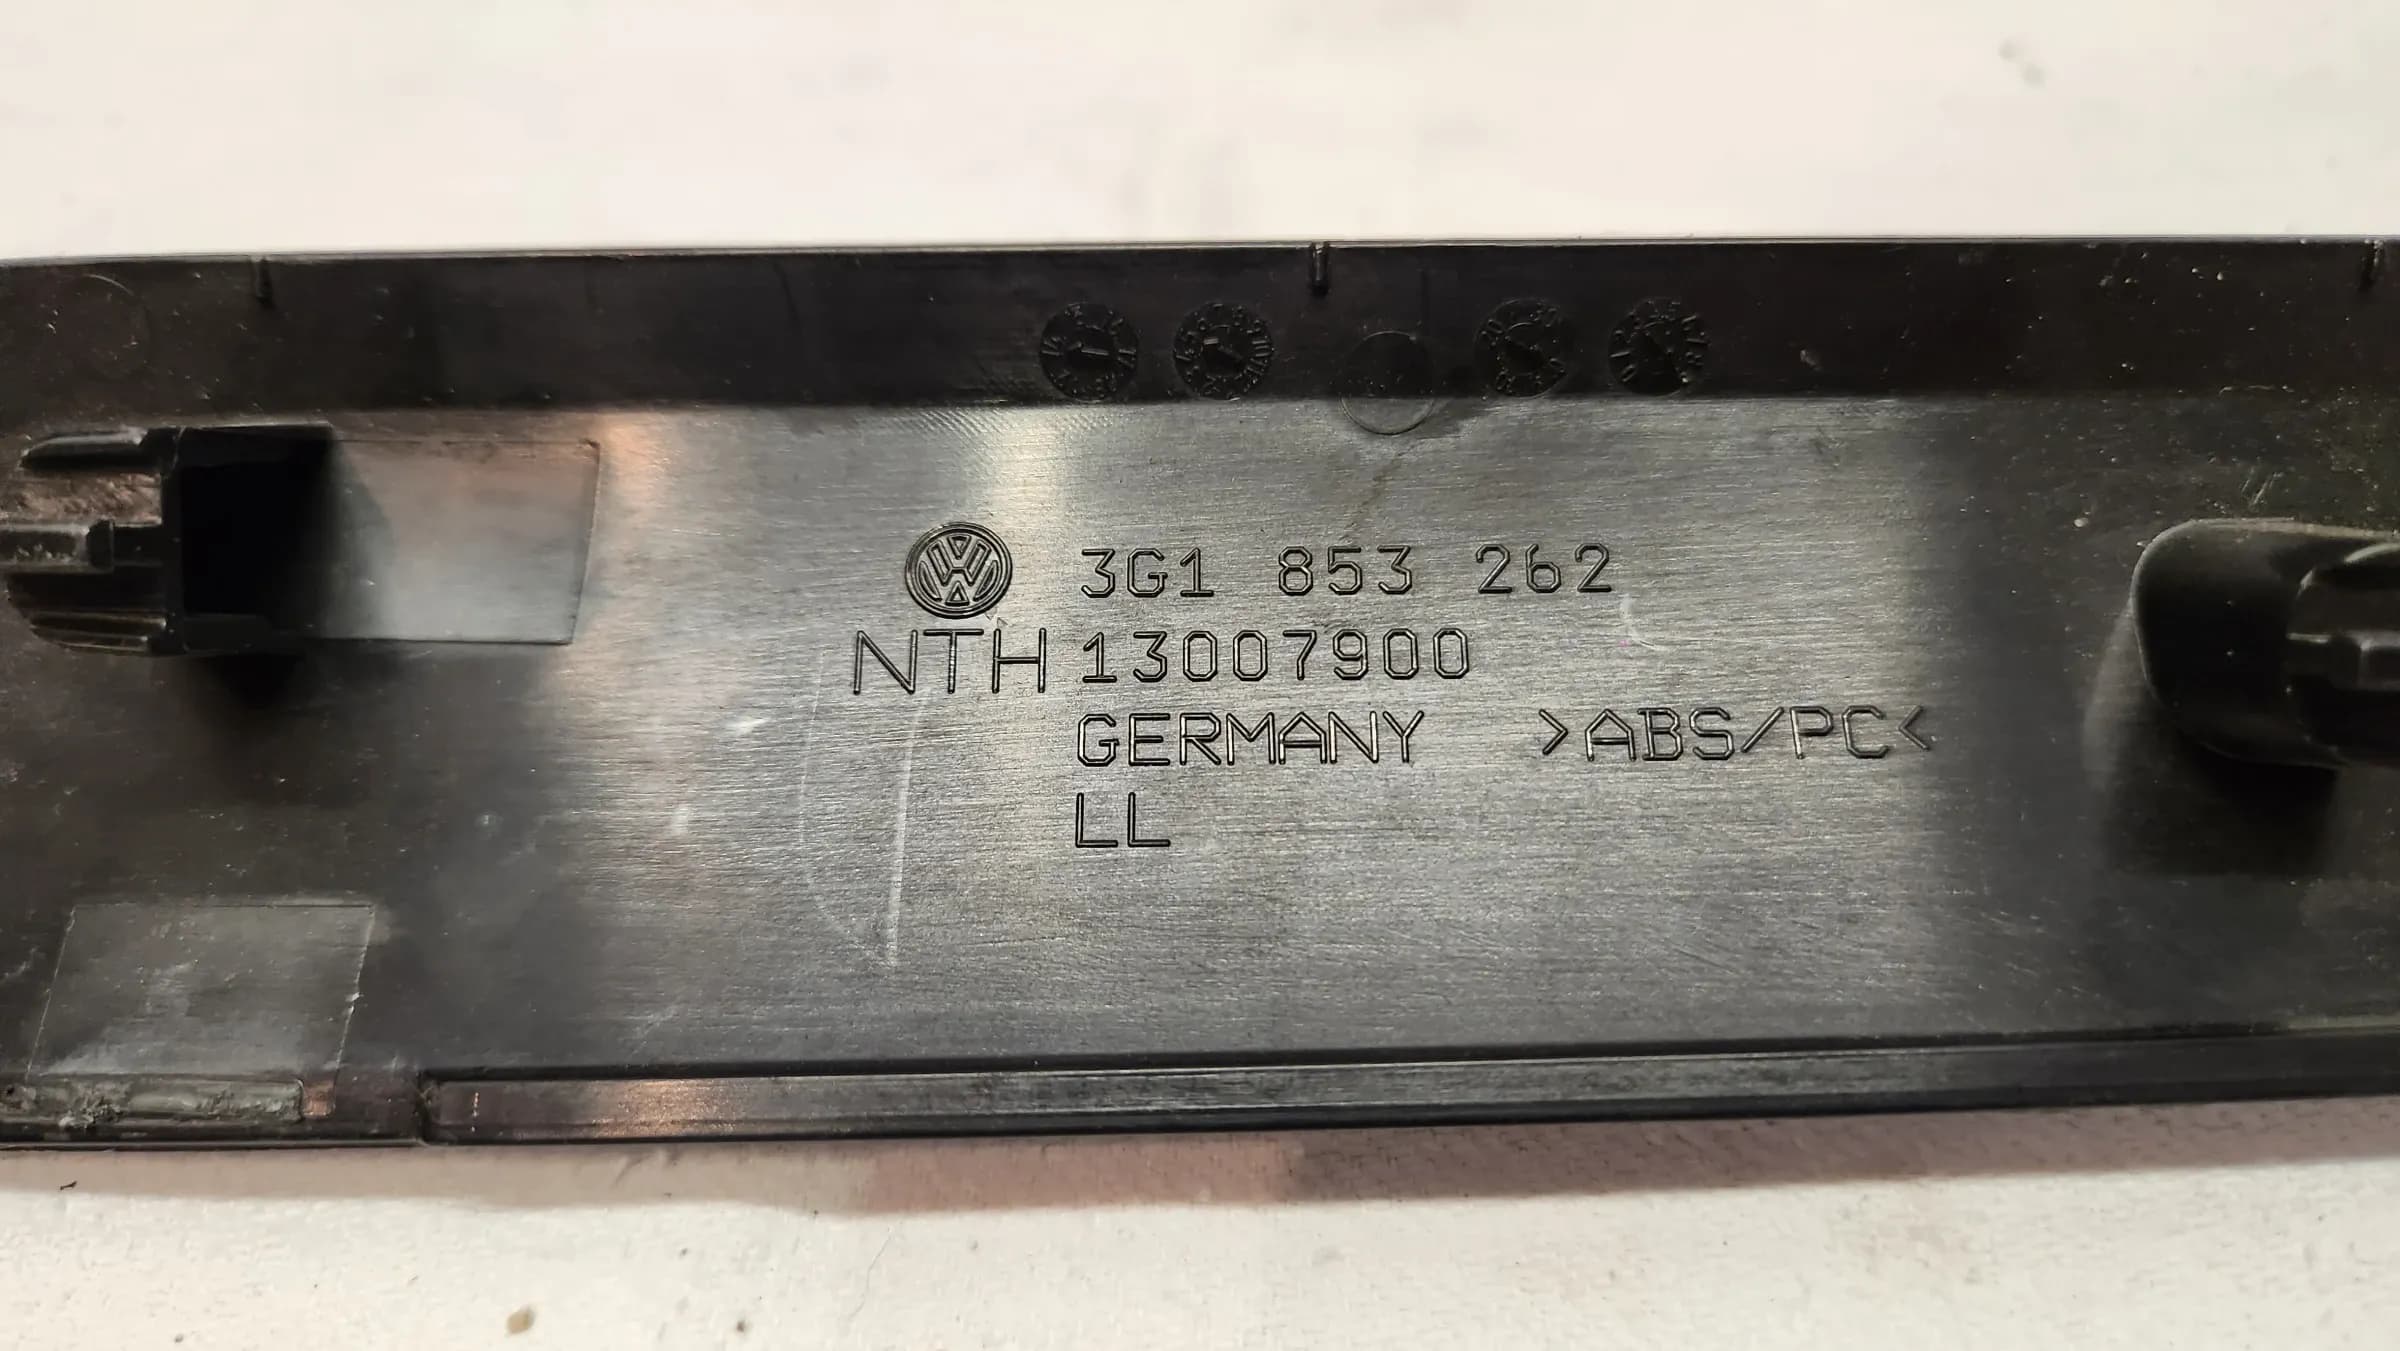 3G1 853 262
NTH 13007900
GERMANY >ABS/PC<
LL